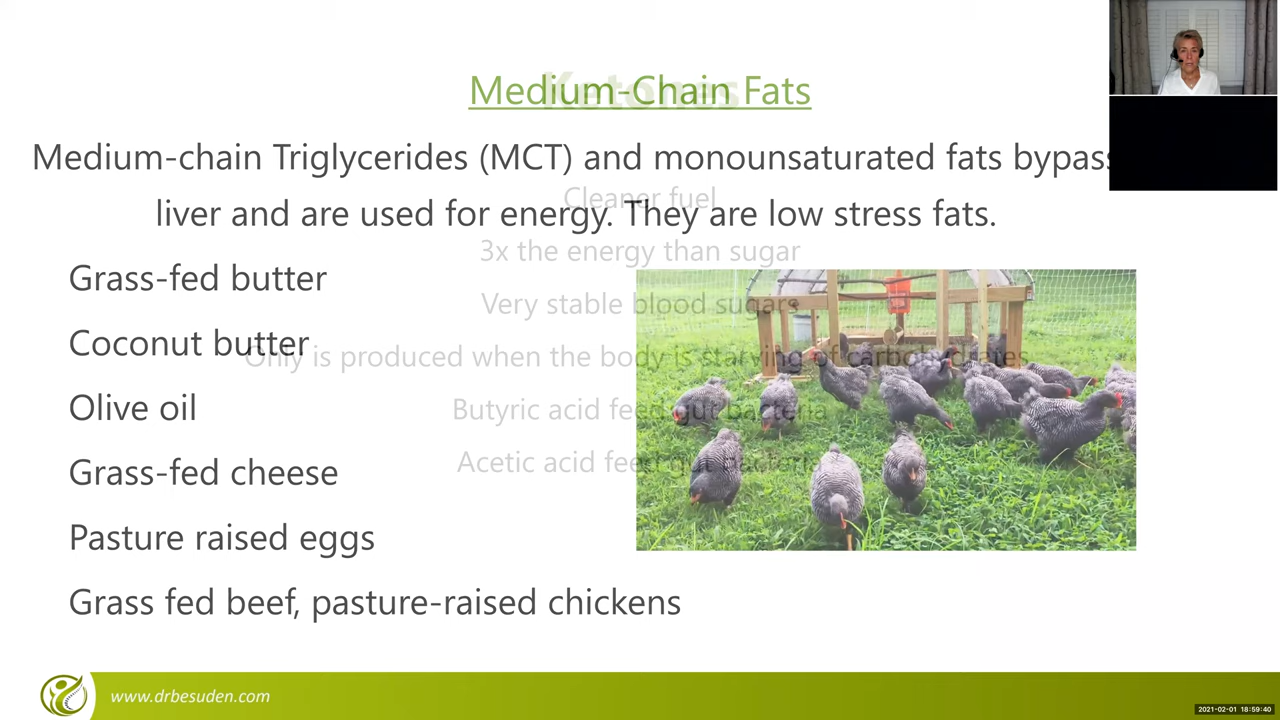 Medium-Chain Fats
Ketones
Medium-chain Triglycerides (MCT) and monounsaturated fats bypass
liver and are used for energy. They are low stress fats.
Cleaner fuel
3x the energy than sugar
Grass-fed butter
Very stable blood sugars
Coconut butter
Only is produced when the body is starving of carbohydrates
Olive oil
Butyric acid feed gut bacteria
Grass-fed cheese
Acetic acid feed gut bacteria
Pasture raised eggs
Grass fed beef, pasture-raised chickens
www.drbesuden.com
2021-02-01 18:59:40